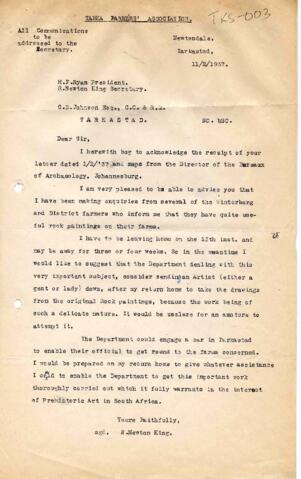 TARKA FARMERS' ASSOCIATION.
TKS-003
All Communications
to be
addressed to the
Secretary.
Newtondale,
Tarkastad.
11/2/1937.
H.F.Ryan President.
R.Newton King Secretary.
C.B.Johnson Esq., C.C. & R.M.
TARKASTAD.
Dear Sir,
I herewith beg to acknowledge the receipt of your
letter dated 1/2/'37 and maps from the Director of the Bureaux
of Archaeology, Johannesburg.
I am very pleased to be able to advice you that
I have been making enquiries from several of the Winterberg
and District farmers who inform me that they have quite use-
ful rock paintings on their farms.
I have to be leaving home on the 13th inst. and
may be away for three or four weeks. So in the meantime I
would like to suggest that the Department dealing with this
very important subject, consider sending an Artist (either a
gent or lady) down, after my return home to take the drawings
from the original Rock paintings, because the work being of
such a delicate nature. It would be useless for an amature to
attempt it.
The Department could engage a car in Tarkastad
to enable their official to get round to the farms concerned.
I would be prepared on my return home to give whatever assistance
I could to enable the Department to get this important work
thoroughly carried out which it fully warrants in the interest
of Prehistoric Art in South Africa.
Yours Faithfully,
sgd. R.Newton King.